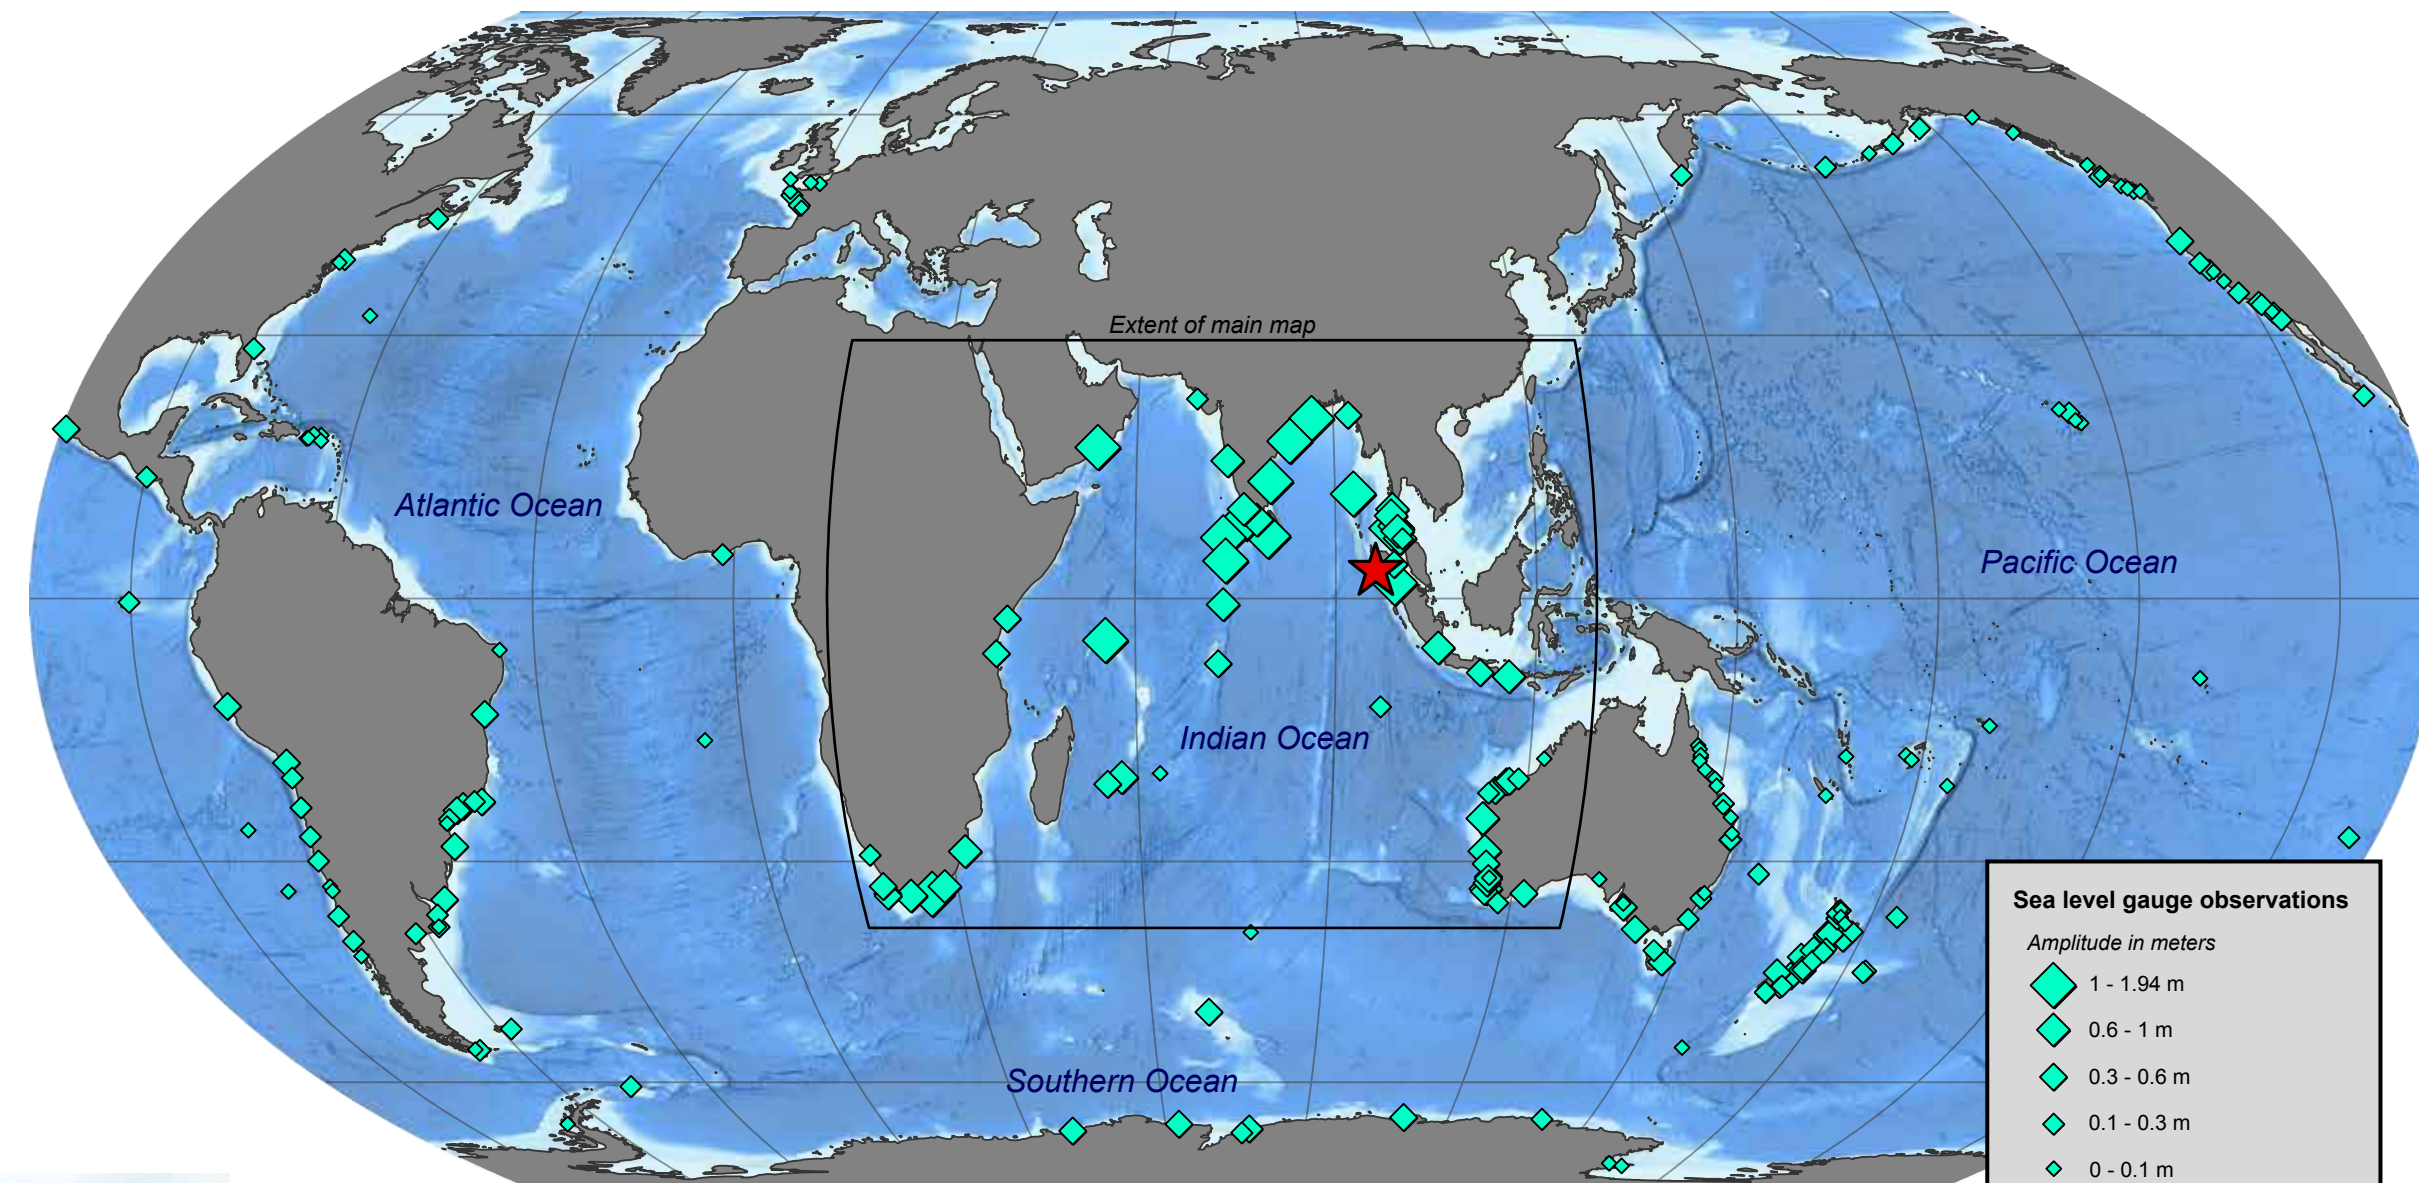 Extent of main map
Atlantic Ocean
Pacific Ocean
Indian Ocean
Southern Ocean
Sea level gauge observations
Amplitude in meters
1 - 1.94 m
0.6 - 1 m
0.3 - 0.6 m
0.1 - 0.3 m
0 - 0.1 m